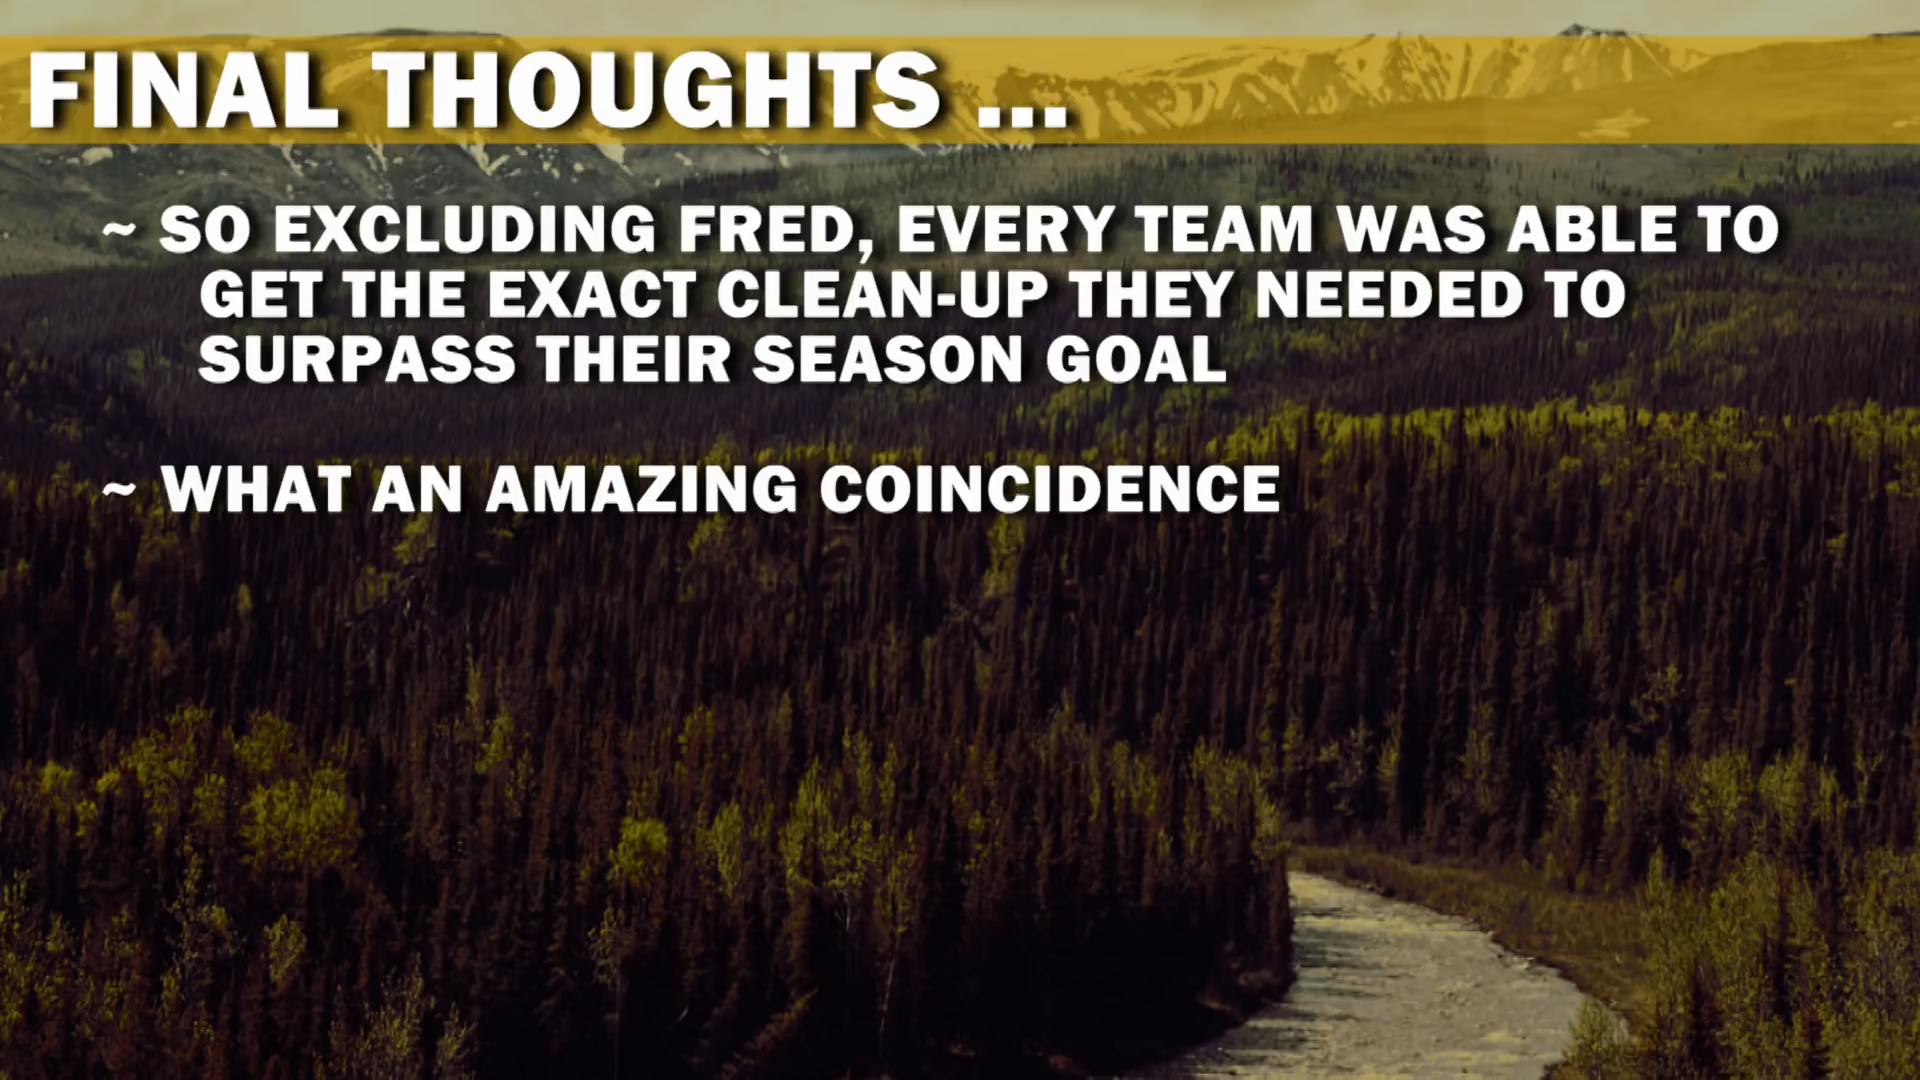 FINAL THOUGHTS ...
~ SO EXCLUDING FRED, EVERY TEAM WAS ABLE TO
GET THE EXACT CLEAN-UP THEY NEEDED TO
SURPASS THEIR SEASON GOAL
~ WHAT AN AMAZING COINCIDENCE